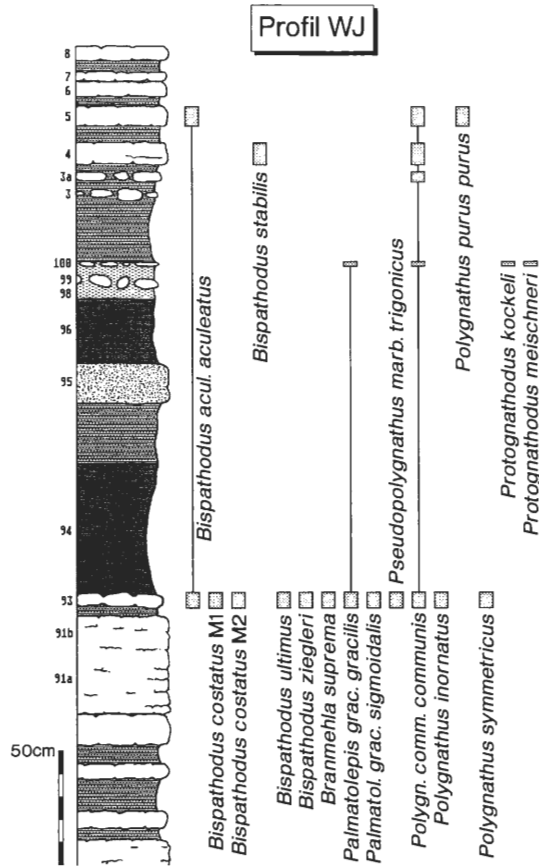 Profil WJ
8
7
6
5
4
3a
3
100
99
98
96
95
94
93
91b
91a
50cm
Bispathodus acul. aculeatus
Bispathodus costatus M1
Bispathodus costatus M2
Bispathodus stabilis
Bispathodus ultimus
Bispathodus ziegleri
Branmehla suprema
Palmatolepis grac. gracilis
Palmatol. grac. sigmoidalis
Pseudopolygnathus marb. trigonicus
Polygn. comm. communis
Polygnathus inornatus
Polygnathus purus purus
Polygnathus symmetricus
Protognathodus kockeli
Protognathodus meischneri